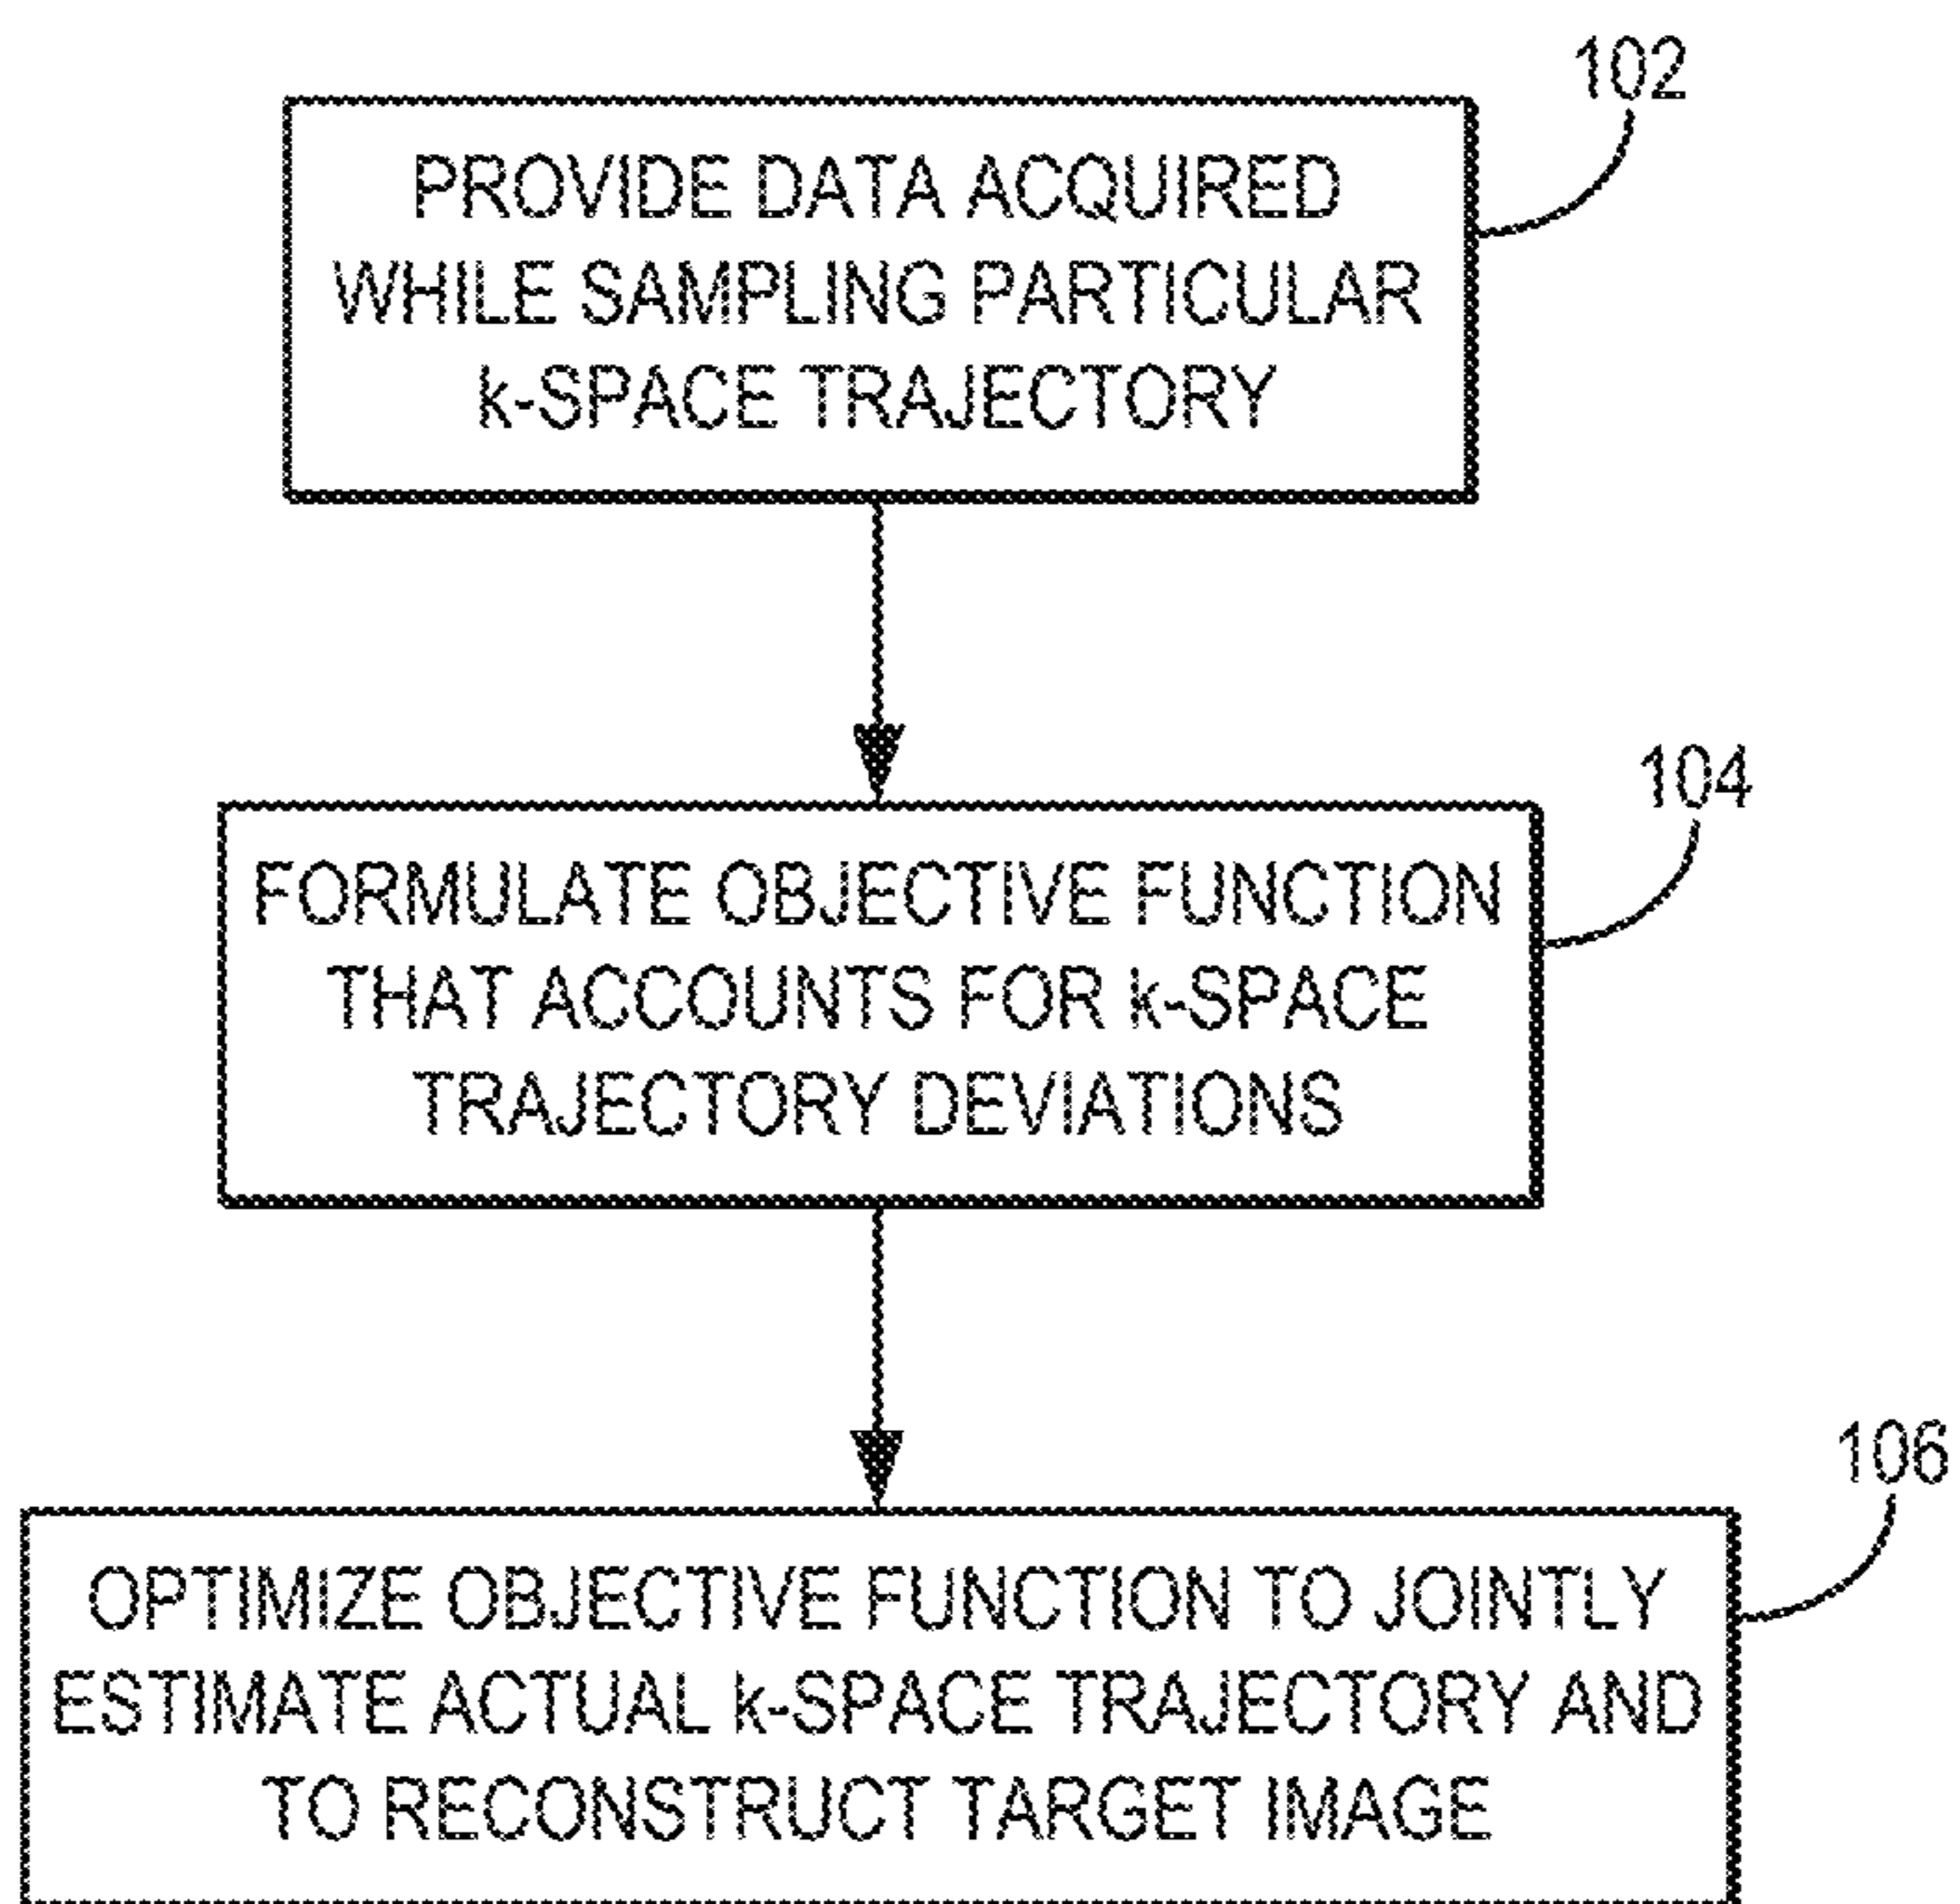 102
PROVIDE DATA ACQUIRED
WHILE SAMPLING PARTICULAR
k-SPACE TRAJECTORY
104
FORMULATE OBJECTIVE FUNCTION
THAT ACCOUNTS FOR k-SPACE
TRAJECTORY DEVIATIONS
106
OPTIMIZE OBJECTIVE FUNCTION TO JOINTLY
ESTIMATE ACTUAL k-SPACE TRAJECTORY AND
TO RECONSTRUCT TARGET IMAGE